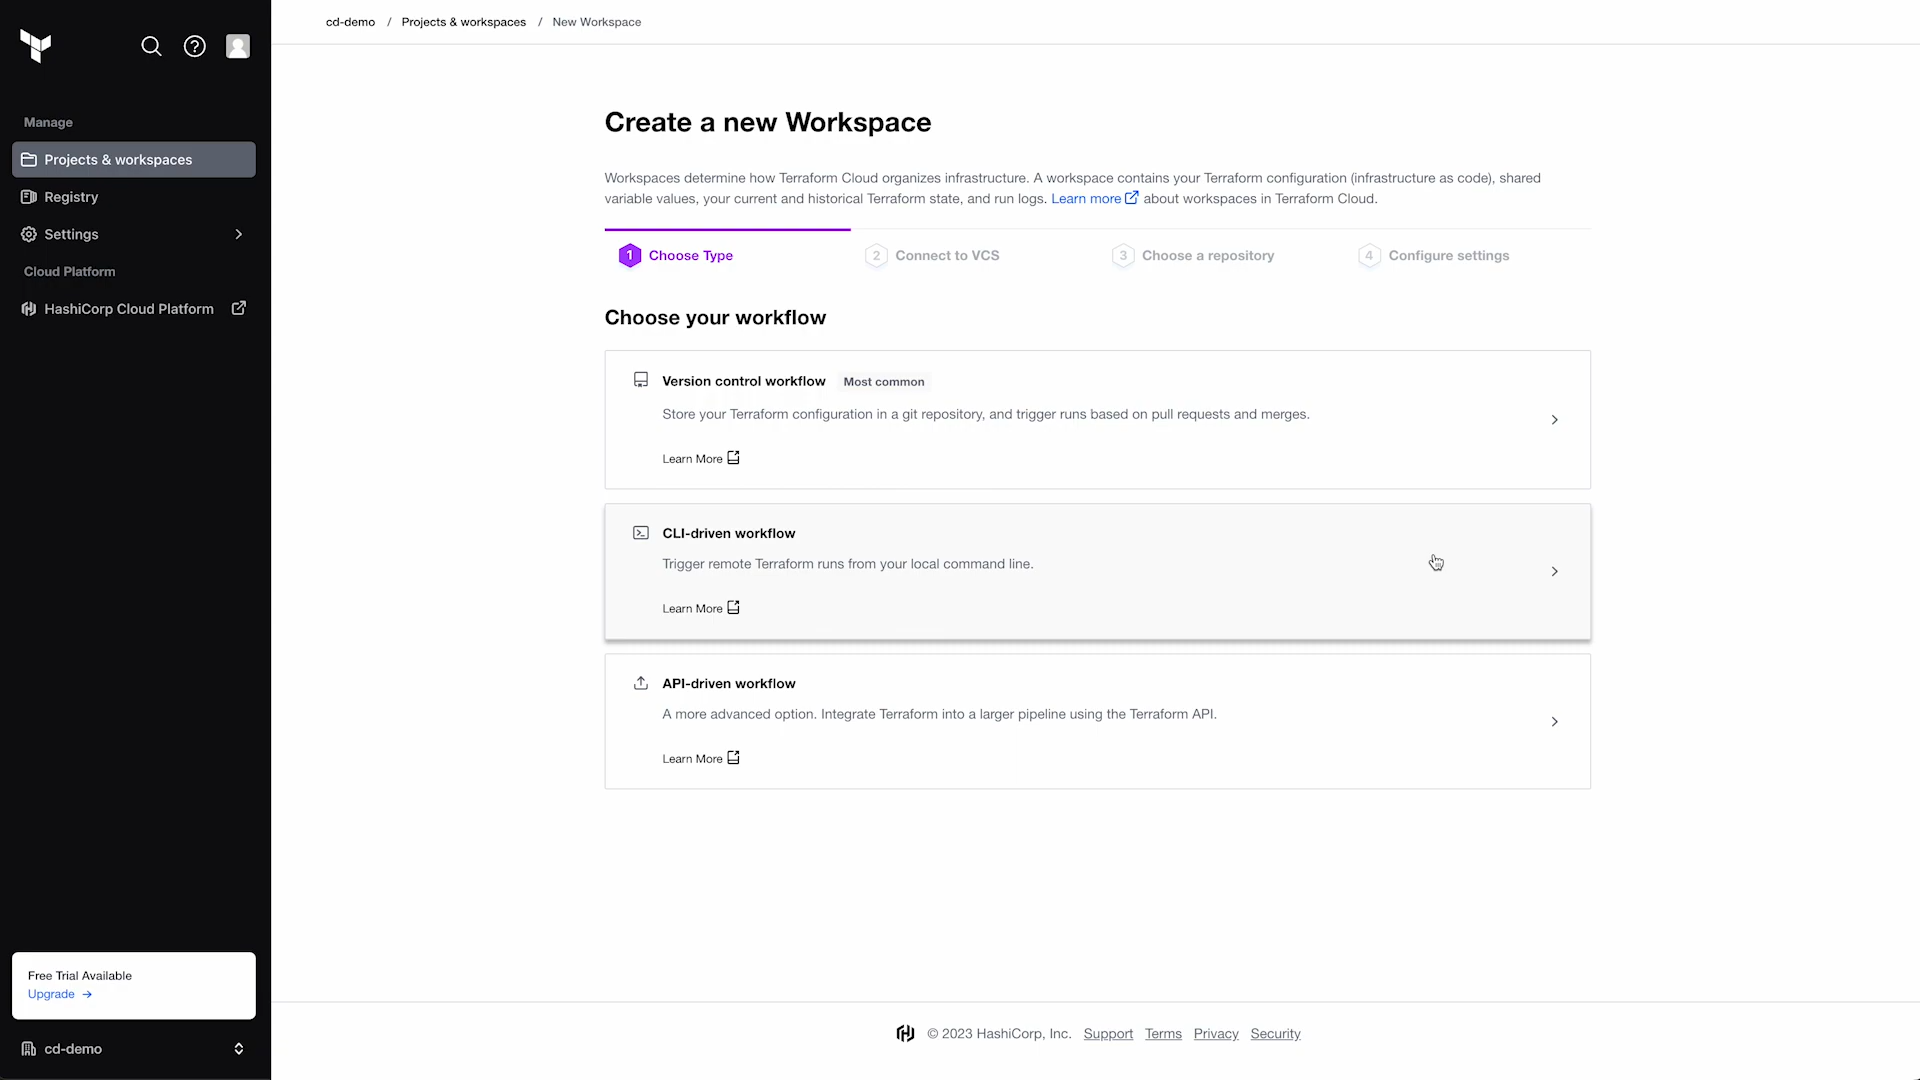 cd-demo / Projects & workspaces / New Workspace
Manage
Projects & workspaces
Registry
Settings
Cloud Platform
HashiCorp Cloud Platform
Create a new Workspace
Workspaces determine how Terraform Cloud organizes infrastructure. A workspace contains your Terraform configuration (infrastructure as code), shared
variable values, your current and historical Terraform state, and run logs. Learn more about workspaces in Terraform Cloud.
1 Choose Type
2 Connect to VCS
3 Choose a repository
4 Configure settings
Choose your workflow
Version control workflow Most common
Store your Terraform configuration in a git repository, and trigger runs based on pull requests and merges.
Learn More
CLI-driven workflow
Trigger remote Terraform runs from your local command line.
Learn More
API-driven workflow
A more advanced option. Integrate Terraform into a larger pipeline using the Terraform API.
Learn More
Free Trial Available
Upgrade →
cd-demo
© 2023 HashiCorp, Inc. Support Terms Privacy Security